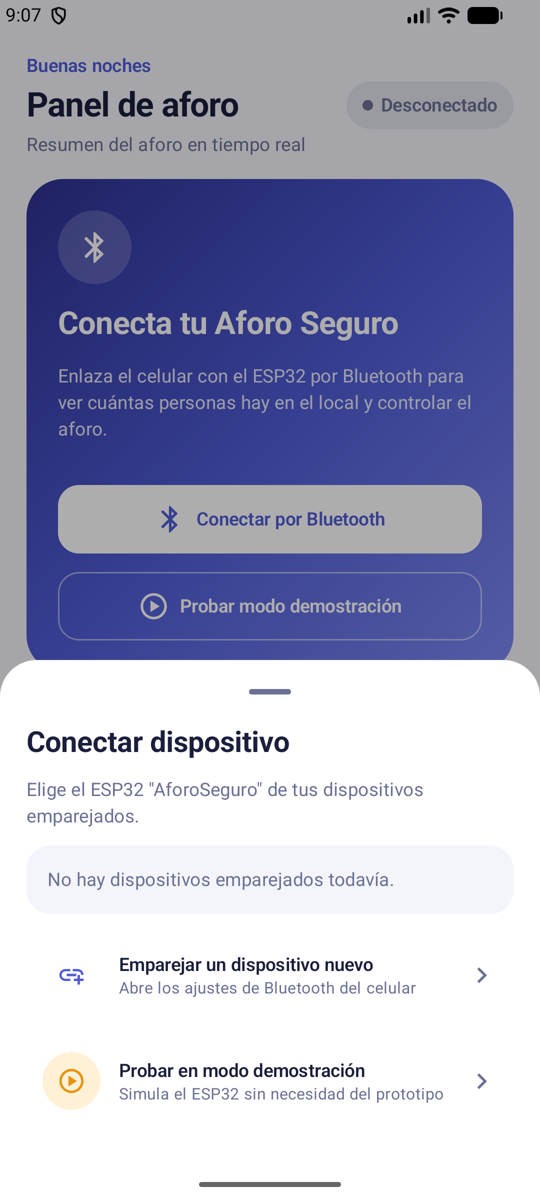 9:07
Buenas noches
Panel de aforo
Desconectado
Resumen del aforo en tiempo real
Conecta tu Aforo Seguro
Enlaza el celular con el ESP32 por Bluetooth para
ver cuántas personas hay en el local y controlar el
aforo.
Conectar por Bluetooth
Probar modo demostración
Conectar dispositivo
Elige el ESP32 "AforoSeguro" de tus dispositivos
emparejados.
No hay dispositivos emparejados todavía.
Emparejar un dispositivo nuevo
Abre los ajustes de Bluetooth del celular
Probar en modo demostración
Simula el ESP32 sin necesidad del prototipo